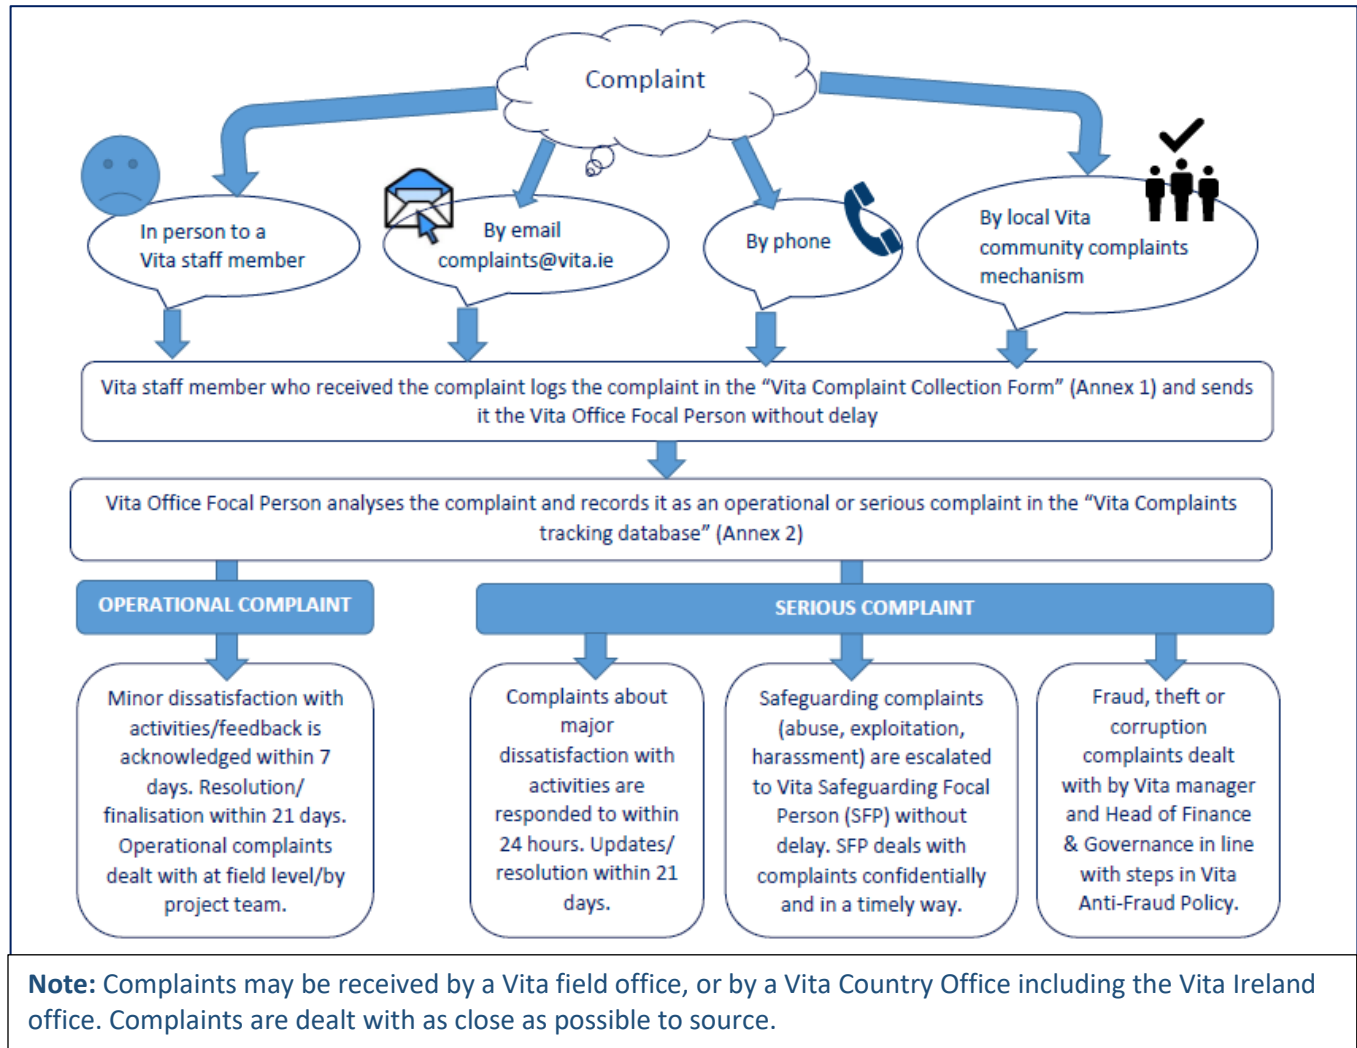 Complaint
In person to a
Vita staff member
By email
complaints@vita.ie
By phone
By local Vita
community complaints
mechanism
Vita staff member who received the complaint logs the complaint in the “Vita Complaint Collection Form” (Annex 1) and sends
it the Vita Office Focal Person without delay
Vita Office Focal Person analyses the complaint and records it as an operational or serious complaint in the “Vita Complaints
tracking database” (Annex 2)
OPERATIONAL COMPLAINT
SERIOUS COMPLAINT
Minor dissatisfaction with
activities/feedback is
acknowledged within 7
days. Resolution/
finalisation within 21 days.
Operational complaints
dealt with at field level/by
project team.
Complaints about
major
dissatisfaction with
activities are
responded to within
24 hours. Updates/
resolution within 21
days.
Safeguarding complaints
(abuse, exploitation,
harassment) are escalated
to Vita Safeguarding Focal
Person (SFP) without
delay. SFP deals with
complaints confidentially
and in a timely way.
Fraud, theft or
corruption
complaints dealt
with by Vita manager
and Head of Finance
& Governance in line
with steps in Vita
Anti-Fraud Policy.
Note: Complaints may be received by a Vita field office, or by a Vita Country Office including the Vita Ireland
office. Complaints are dealt with as close as possible to source.